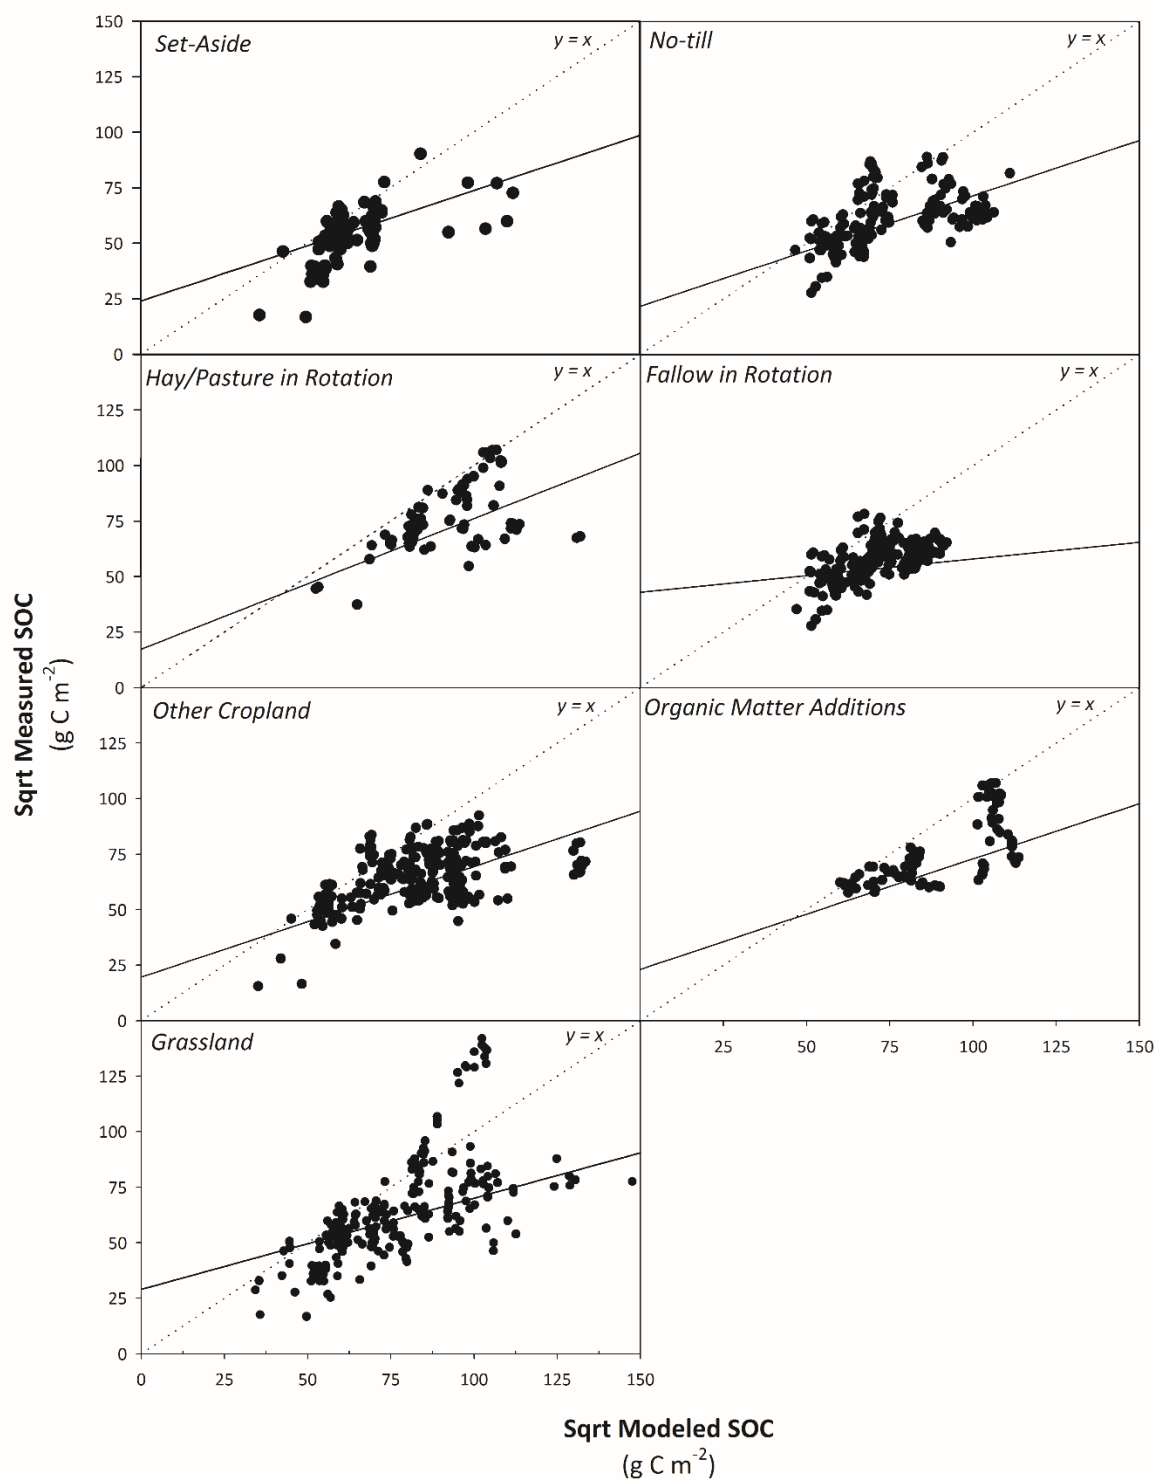 150
Set-Aside
y = x
No-till
y = x
125
100
75
50
25
0
Hay/Pasture in Rotation
y = x
Fallow in Rotation
y = x
125
100
75
50
25
0
Sqrt Measured SOC
(g C m⁻²)
Other Cropland
y = x
Organic Matter Additions
y = x
125
100
75
50
25
0
25 50 75 100 125 150
Grassland
y = x
125
100
75
50
25
0
0 25 50 75 100 125 150
Sqrt Modeled SOC
(g C m⁻²)